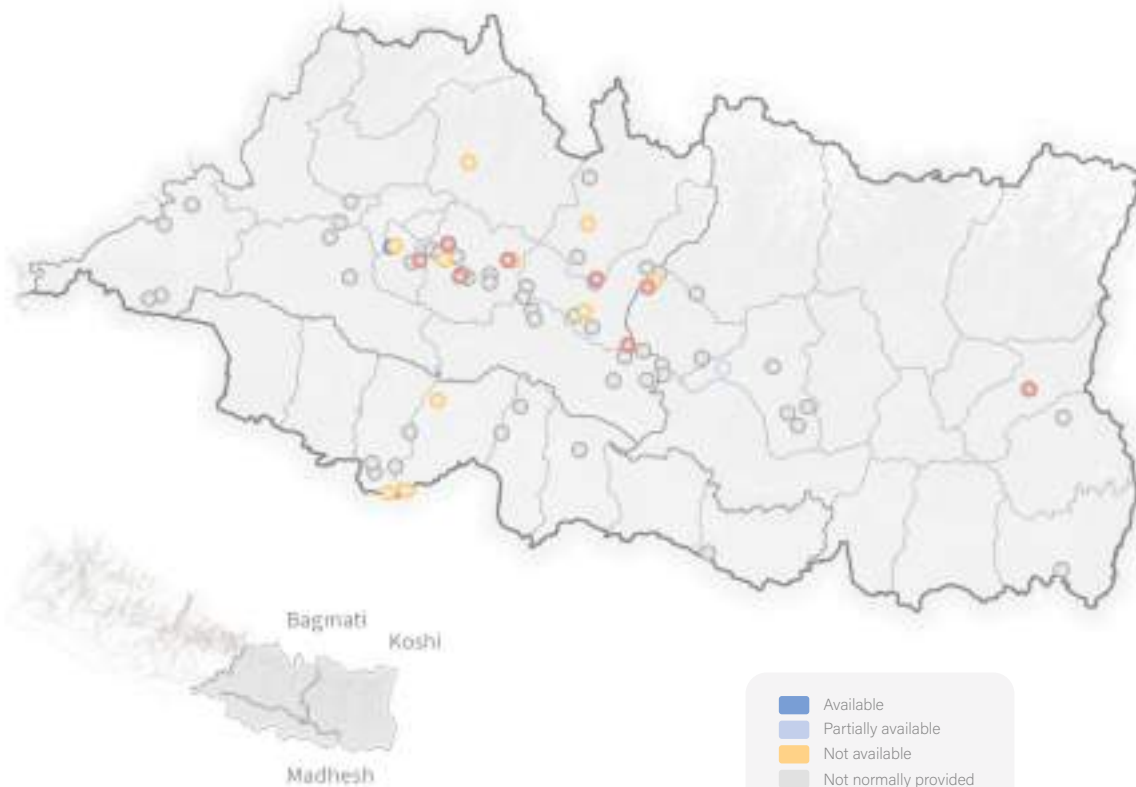 Bagmati
Koshi
Madhesh
Available
Partially available
Not available
Not normally provided